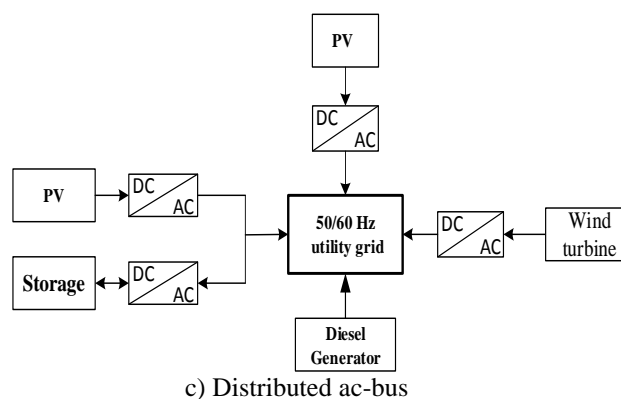 PV
DC
AC
PV
DC
AC
50/60 Hz
utility grid
DC
AC
Wind
turbine
Storage
DC
AC
Diesel
Generator
c) Distributed ac-bus